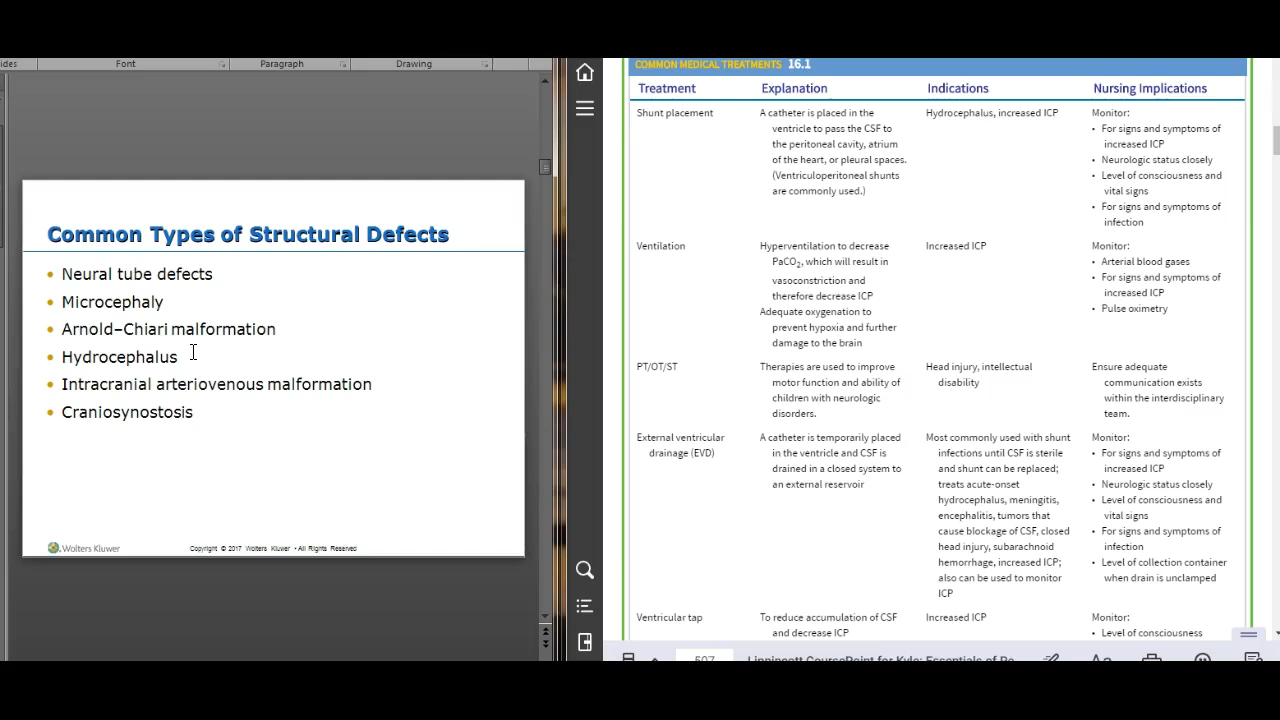 ides
Font
Paragraph
Drawing
Common Types of Structural Defects
• Neural tube defects
• Microcephaly
• Arnold–Chiari malformation
• Hydrocephalus
• Intracranial arteriovenous malformation
• Craniosynostosis
Wolters Kluwer
Copyright © 2017 Wolters Kluwer • All Rights Reserved
COMMON MEDICAL TREATMENTS 16.1
Treatment
Explanation
Indications
Nursing Implications
Shunt placement
A catheter is placed in the
ventricle to pass the CSF to
the peritoneal cavity, atrium
of the heart, or pleural spaces.
(Ventriculoperitoneal shunts
are commonly used.)
Hydrocephalus, increased ICP
Monitor:
• For signs and symptoms of
increased ICP
• Neurologic status closely
• Level of consciousness and
vital signs
• For signs and symptoms of
infection
Ventilation
Hyperventilation to decrease
PaCO2, which will result in
vasoconstriction and
therefore decrease ICP
Adequate oxygenation to
prevent hypoxia and further
damage to the brain
Increased ICP
Monitor:
• Arterial blood gases
• For signs and symptoms of
increased ICP
• Pulse oximetry
PT/OT/ST
Therapies are used to improve
motor function and ability of
children with neurologic
disorders.
Head injury, intellectual
disability
Ensure adequate
communication exists
within the interdisciplinary
team.
External ventricular
drainage (EVD)
A catheter is temporarily placed
in the ventricle and CSF is
drained in a closed system to
an external reservoir
Most commonly used with shunt
infections until CSF is sterile
and shunt can be replaced;
treats acute-onset
hydrocephalus, meningitis,
encephalitis, tumors that
cause blockage of CSF, closed
head injury, subarachnoid
hemorrhage, increased ICP;
also can be used to monitor
ICP
Monitor:
• For signs and symptoms of
increased ICP
• Neurologic status closely
• Level of consciousness and
vital signs
• For signs and symptoms of
infection
• Level of collection container
when drain is unclamped
Ventricular tap
To reduce accumulation of CSF
and decrease ICP
Increased ICP
Monitor:
• Level of consciousness
507
Lippincott CoursePoint for Kyle: Essentials of Pe
Aa